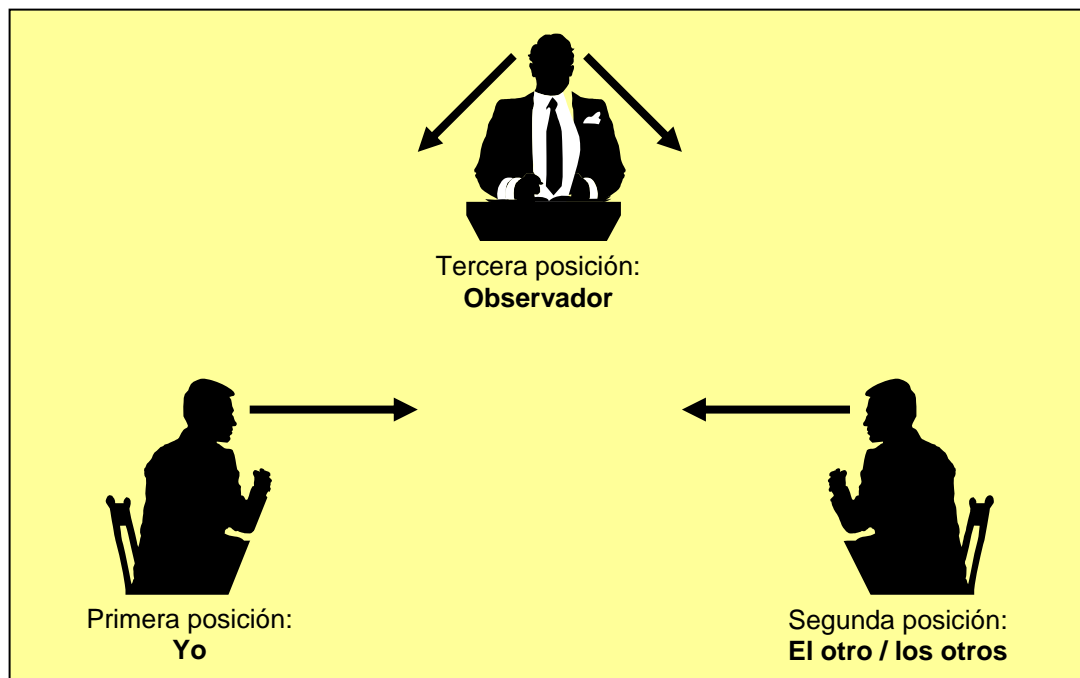 Tercera posición:
Observador
Primera posición:
Yo
Segunda posición:
El otro / los otros